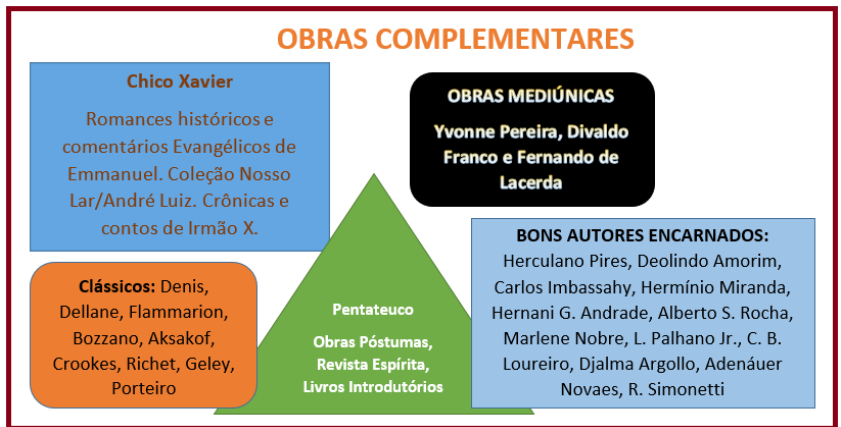 OBRAS COMPLEMENTARES
Chico Xavier
Romances históricos e
comentários Evangélicos de
Emmanuel. Coleção Nosso
Lar/André Luiz. Crônicas e
contos de Irmão X.
OBRAS MEDIÚNICAS
Yvonne Pereira, Divaldo
Franco e Fernando de
Lacerda
Clássicos: Denis,
Dellane, Flammarion,
Bozzano, Aksakof,
Crookes, Richet, Geley,
Porteiro
Pentateuco
Obras Póstumas,
Revista Espírita,
Livros Introdutórios
BONS AUTORES ENCARNADOS:
Herculano Pires, Deolindo Amorim,
Carlos Imbassahy, Hermínio Miranda,
Hernani G. Andrade, Alberto S. Rocha,
Marlene Nobre, L. Palhano Jr., C. B.
Loureiro, Djalma Argollo, Adenáuer
Novaes, R. Simonetti